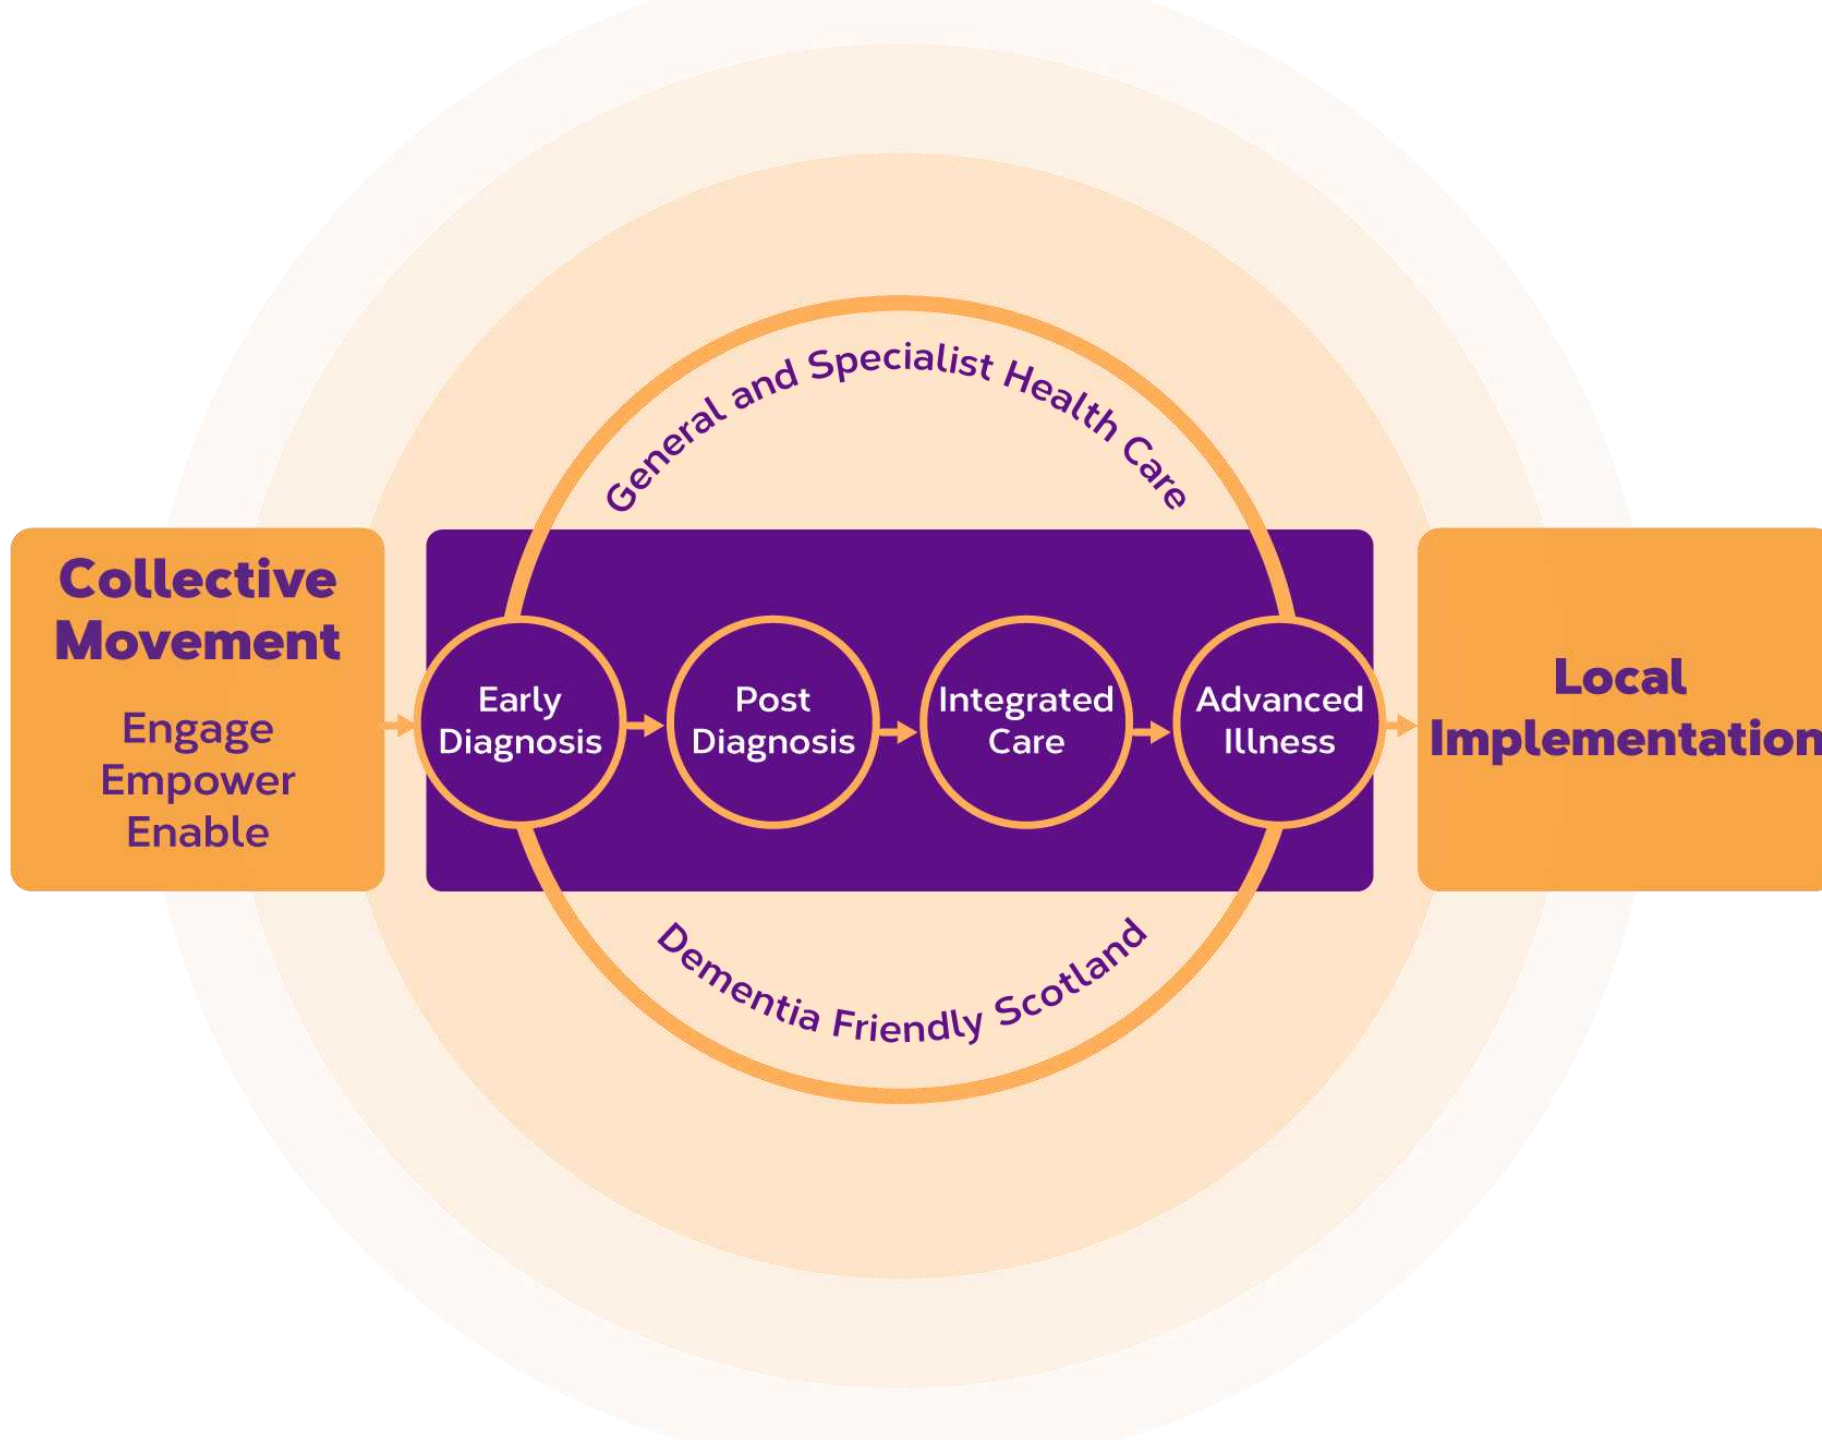 General and Specialist Health Care
Collective
Movement
Engage
Empower
Enable
Early
Diagnosis
Post
Diagnosis
Integrated
Care
Advanced
Illness
Local
Implementation
Dementia Friendly Scotland